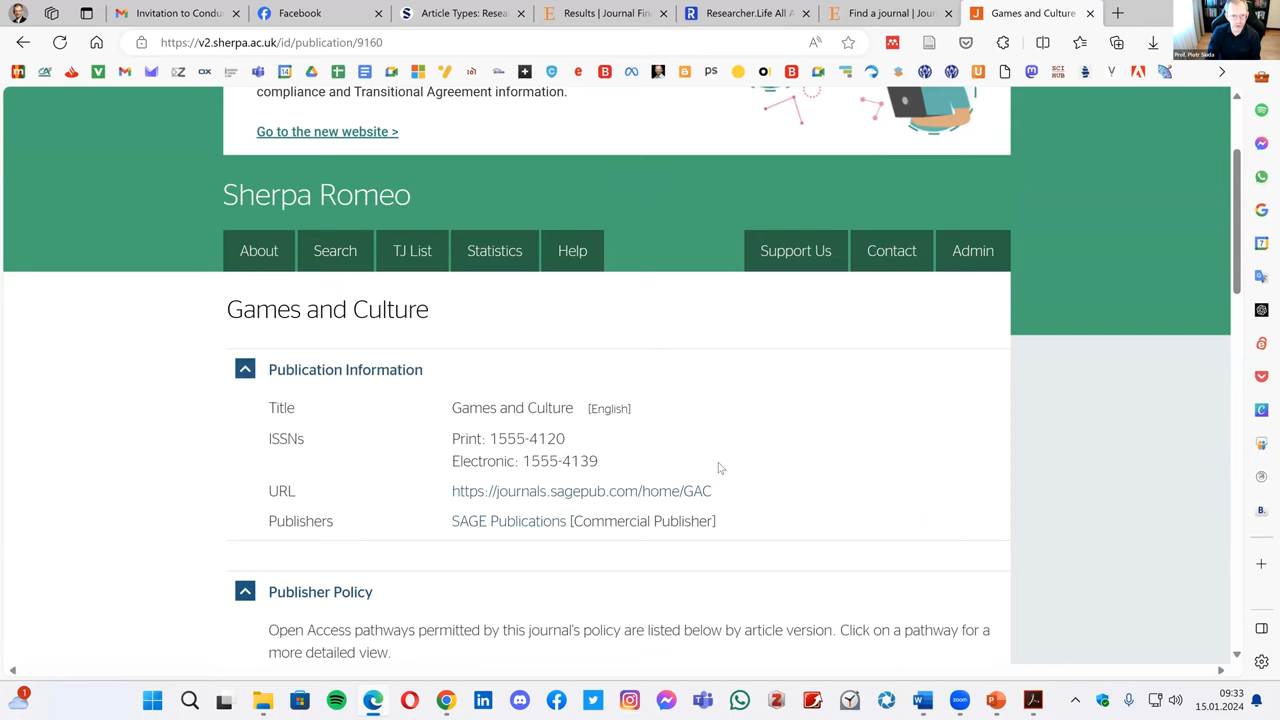 Invitation to Condu
Facebook
Article Types: Resea
Results | Journal Fin
Researcher.Life All A
Find a journal | Jour
Games and Culture
https://v2.sherpa.ac.uk/id/publication/9160
Prof. Piotr Siuda
compliance and Transitional Agreement information.
Go to the new website >
Sherpa Romeo
About Search TJ List Statistics Help Support Us Contact Admin
Games and Culture
Publication Information
Title Games and Culture [English]
ISSNs Print: 1555-4120
Electronic: 1555-4139
URL https://journals.sagepub.com/home/GAC
Publishers SAGE Publications [Commercial Publisher]
Publisher Policy
Open Access pathways permitted by this journal's policy are listed below by article version. Click on a pathway for a
more detailed view.
09:33
15.01.2024